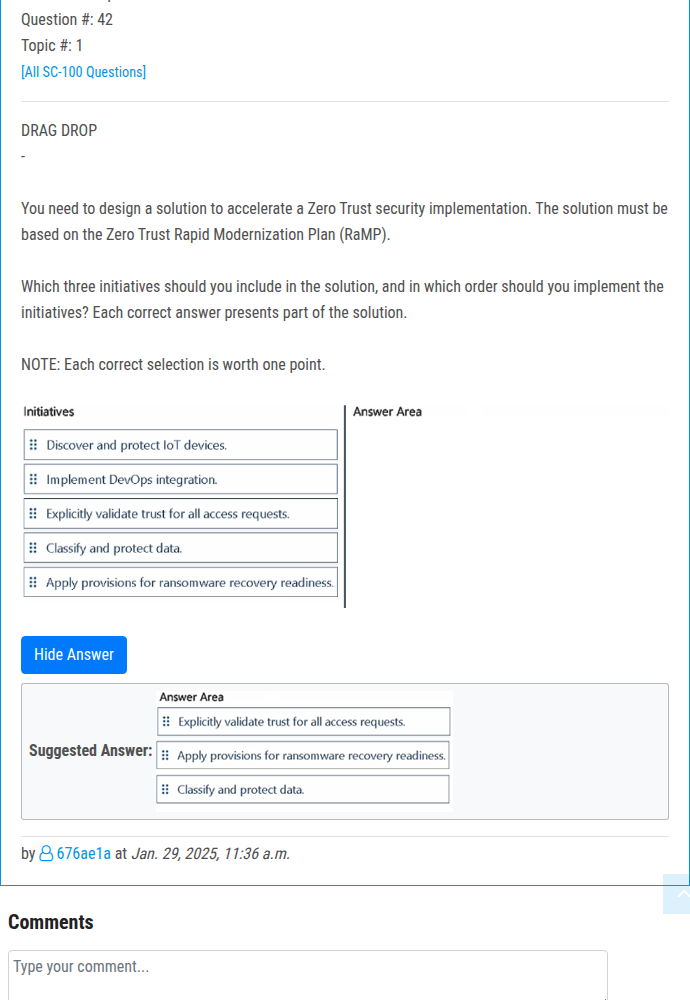 Question #: 42
Topic #: 1
[All SC-100 Questions]
DRAG DROP
-
You need to design a solution to accelerate a Zero Trust security implementation. The solution must be
based on the Zero Trust Rapid Modernization Plan (RaMP).
Which three initiatives should you include in the solution, and in which order should you implement the
initiatives? Each correct answer presents part of the solution.
NOTE: Each correct selection is worth one point.
Initiatives
Answer Area
Discover and protect IoT devices.
Implement DevOps integration.
Explicitly validate trust for all access requests.
Classify and protect data.
Apply provisions for ransomware recovery readiness.
Hide Answer
Suggested Answer:
Answer Area
Explicitly validate trust for all access requests.
Apply provisions for ransomware recovery readiness.
Classify and protect data.
by 676ae1a at Jan. 29, 2025, 11:36 a.m.
Comments
Type your comment...